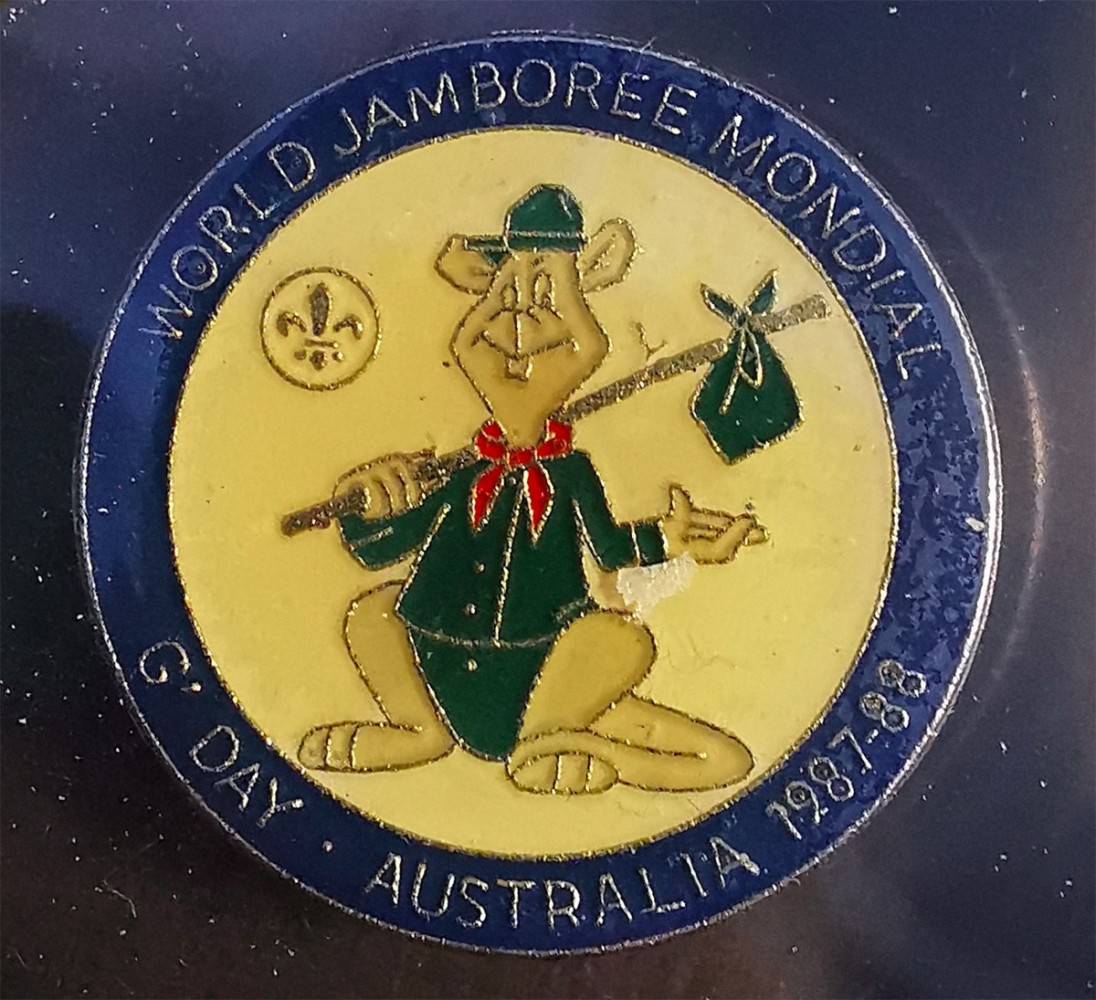 WORLD JAMBOREE MONDIAL
G' DAY · AUSTRALIA 1987-88